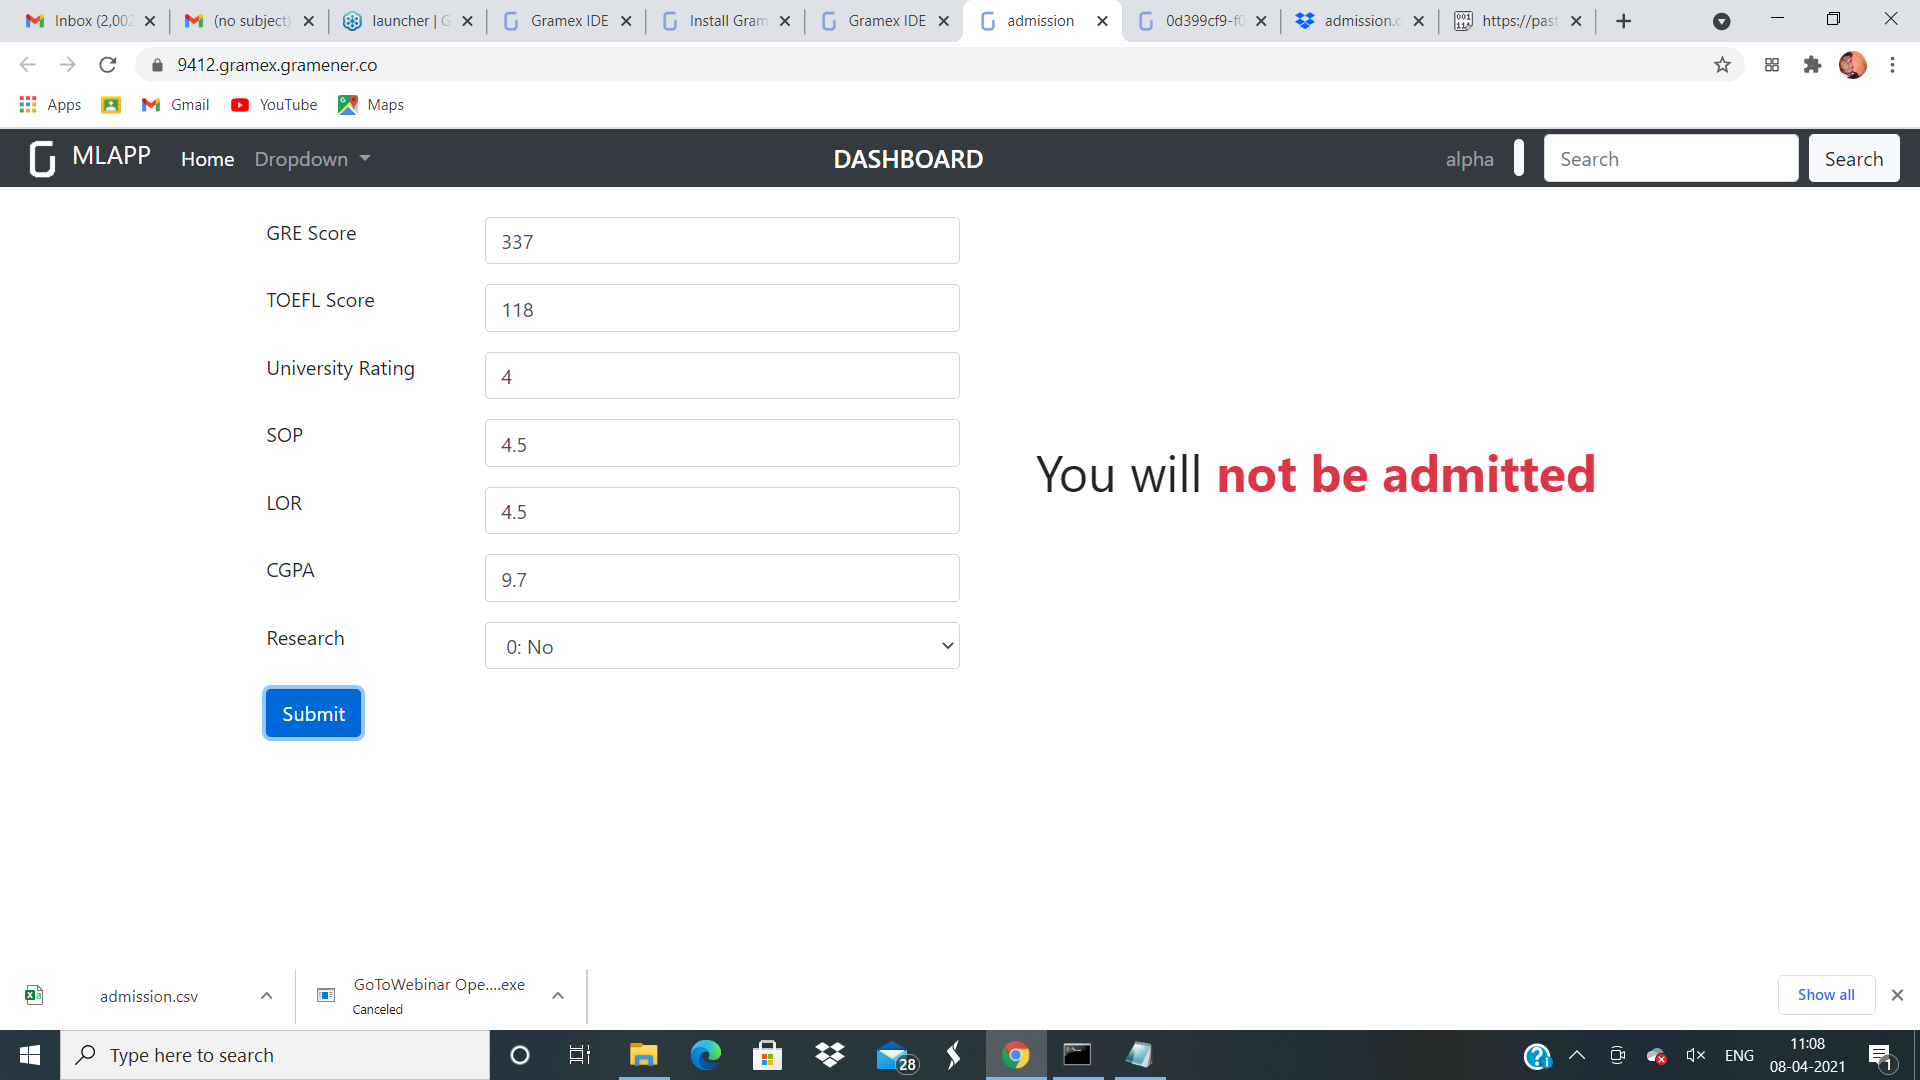 Inbox (2,002
(no subject)
launcher | G
Gramex IDE
Install Gram
Gramex IDE
admission
0d399cf9-f0
admission.c
https://past
9412.gramex.gramener.co
Apps
Gmail
YouTube
Maps
MLAPP
Home
Dropdown
DASHBOARD
alpha
Search
Search
GRE Score
337
TOEFL Score
118
University Rating
4
SOP
4.5
LOR
4.5
CGPA
9.7
Research
0: No
Submit
You will not be admitted
admission.csv
GoToWebinar Ope....exe
Canceled
Show all
Type here to search
28
ENG
11:08
08-04-2021
1